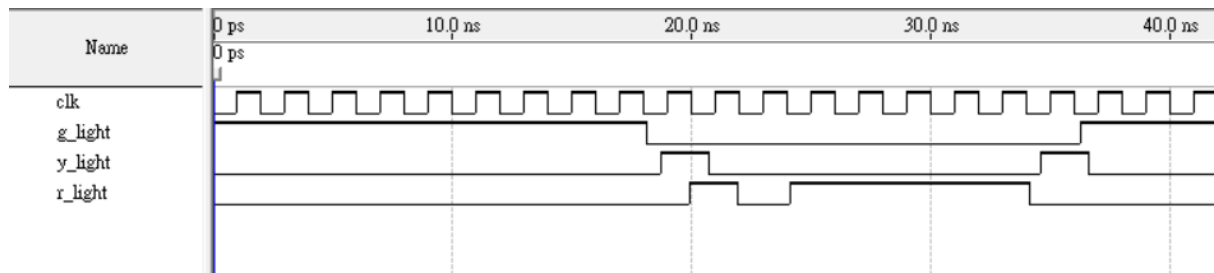 Name
0 ps 10.0 ns 20.0 ns 30.0 ns 40.0 ns
0 ps
clk
g_light
y_light
r_light